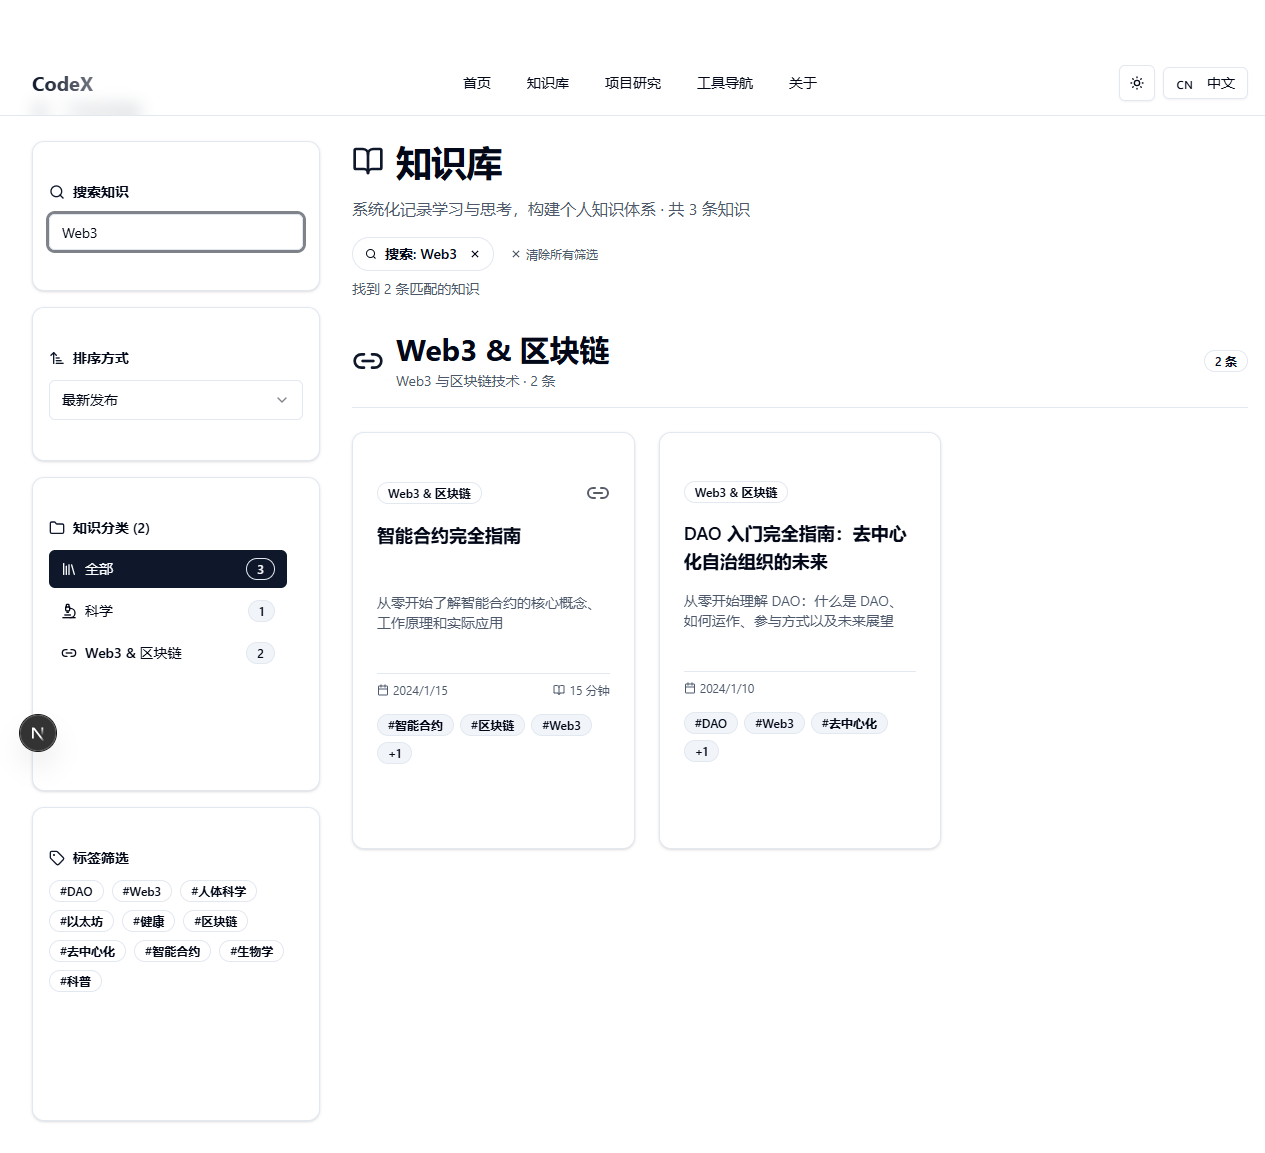 CodeX
首页 知识库 项目研究 工具导航 关于
CN 中文
搜索知识
Web3
排序方式
最新发布
知识分类 (2)
全部 3
科学 1
Web3 & 区块链 2
N
标签筛选
#DAO #Web3 #人体科学
#以太坊 #健康 #区块链
#去中心化 #智能合约 #生物学
#科普
知识库
系统化记录学习与思考，构建个人知识体系 · 共 3 条知识
搜索: Web3 × × 清除所有筛选
找到 2 条匹配的知识
Web3 & 区块链
Web3 与区块链技术 · 2 条
2 条
Web3 & 区块链
智能合约完全指南
从零开始了解智能合约的核心概念、
工作原理和实际应用
2024/1/15 15 分钟
#智能合约 #区块链 #Web3
+1
Web3 & 区块链
DAO 入门完全指南：去中心
化自治组织的未来
从零开始理解 DAO：什么是 DAO、
如何运作、参与方式以及未来展望
2024/1/10
#DAO #Web3 #去中心化
+1